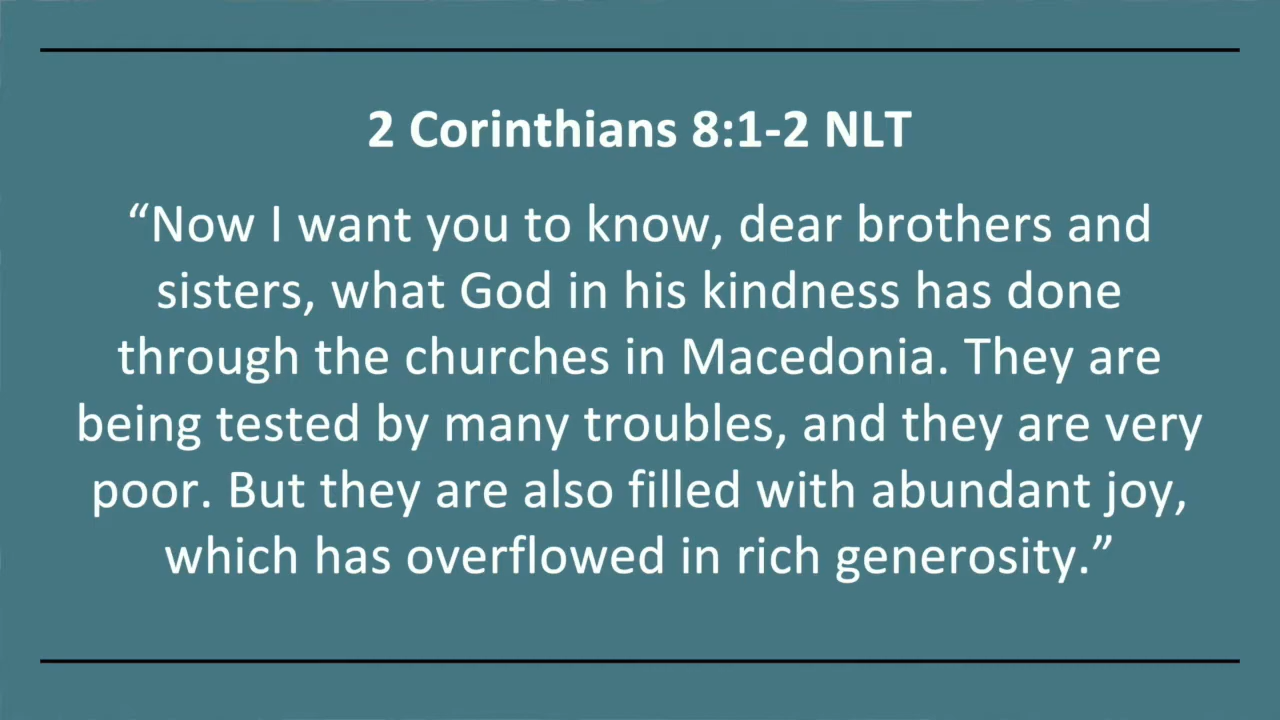 2 Corinthians 8:1-2 NLT
“Now I want you to know, dear brothers and
sisters, what God in his kindness has done
through the churches in Macedonia. They are
being tested by many troubles, and they are very
poor. But they are also filled with abundant joy,
which has overflowed in rich generosity.”